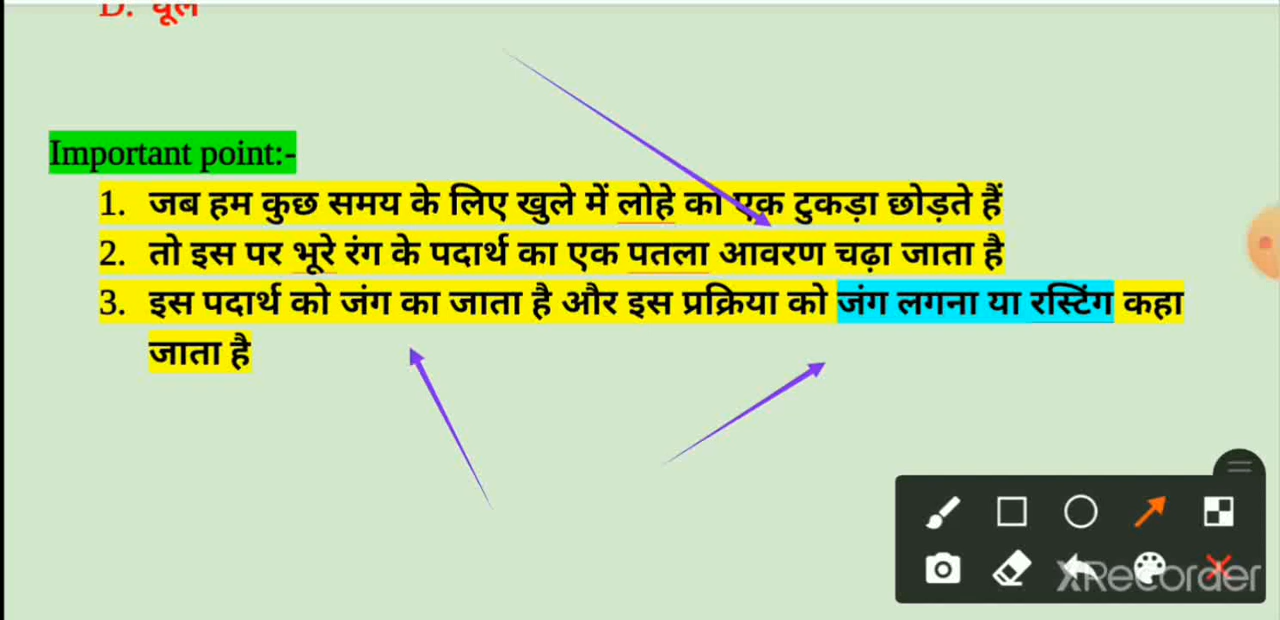 D. धूल
Important point:-
1. जब हम कुछ समय के लिए खुले में लोहे का एक टुकड़ा छोड़ते हैं
2. तो इस पर भूरे रंग के पदार्थ का एक पतला आवरण चढ़ा जाता है
3. इस पदार्थ को जंग का जाता है और इस प्रक्रिया को जंग लगना या रस्टिंग कहा
जाता है
XRecorder